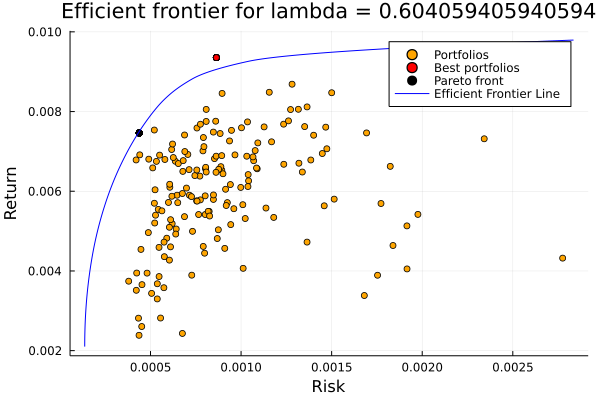 Efficient frontier for lambda = 0.604059405940594
0.010
Portfolios
Best portfolios
Pareto front
Efficient Frontier Line
0.008
0.006
0.004
0.002
Return
0.0005
0.0010
0.0015
0.0020
0.0025
Risk